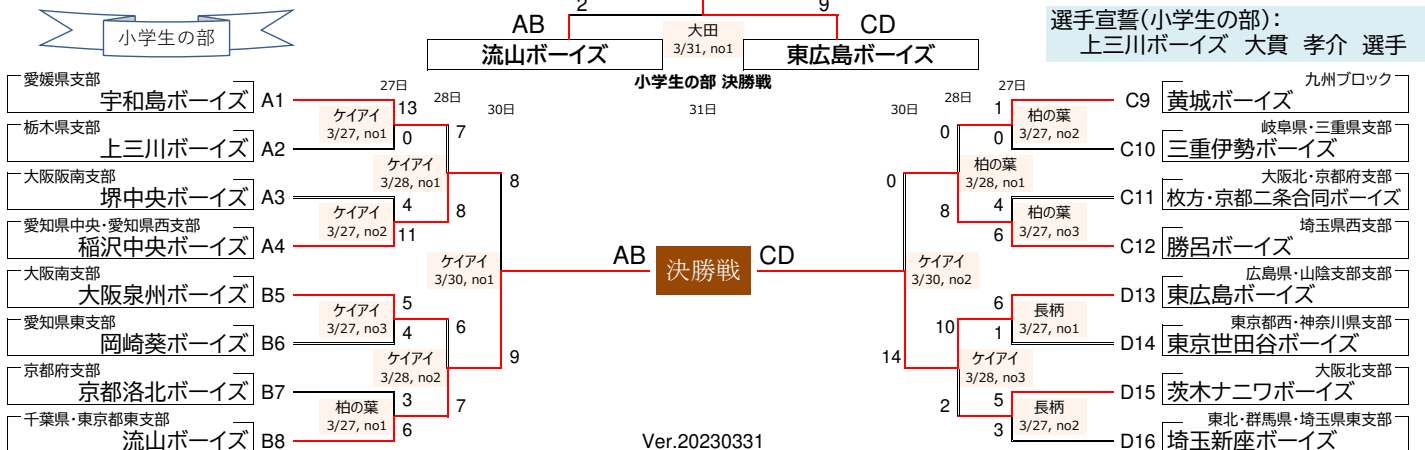 小学生の部
2
9
AB
CD
大田
3/31, no1
流山ボーイズ
東広島ボーイズ
小学生の部 決勝戦
選手宣誓(小学生の部):
上三川ボーイズ 大貫 孝介 選手
27日
28日
30日
31日
30日
28日
27日
愛媛県支部
宇和島ボーイズ A1
栃木県支部
上三川ボーイズ A2
大阪阪南支部
堺中央ボーイズ A3
愛知県中央・愛知県西支部
稲沢中央ボーイズ A4
大阪南支部
大阪泉州ボーイズ B5
愛知県東支部
岡崎葵ボーイズ B6
京都府支部
京都洛北ボーイズ B7
千葉県・東京都東支部
流山ボーイズ B8
13
ケイアイ
3/27, no1
0
4
ケイアイ
3/27, no2
11
5
ケイアイ
3/27, no3
4
3
柏の葉
3/27, no1
6
7
ケイアイ
3/28, no1
8
6
ケイアイ
3/28, no2
7
8
ケイアイ
3/30, no1
9
AB
決勝戦
CD
0
ケイアイ
3/30, no2
14
0
柏の葉
3/28, no1
8
10
ケイアイ
3/28, no3
2
1
柏の葉
3/27, no2
0
4
柏の葉
3/27, no3
6
6
長柄
3/27, no1
1
5
長柄
3/27, no2
3
九州ブロック
C9 黄城ボーイズ
岐阜県・三重県支部
C10 三重伊勢ボーイズ
大阪北・京都府支部
C11 枚方・京都二条合同ボーイズ
埼玉県西支部
C12 勝呂ボーイズ
広島県・山陰支部支部
D13 東広島ボーイズ
東京都西・神奈川県支部
D14 東京世田谷ボーイズ
大阪北支部
D15 茨木ナニワボーイズ
東北・群馬県・埼玉県東支部
D16 埼玉新座ボーイズ
Ver.20230331